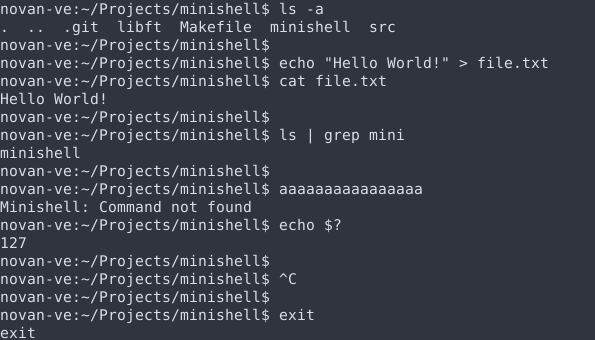 novan-ve:~/Projects/minishell$ ls -a
.  ..  .git  libft  Makefile  minishell  src
novan-ve:~/Projects/minishell$
novan-ve:~/Projects/minishell$ echo "Hello World!" > file.txt
novan-ve:~/Projects/minishell$ cat file.txt
Hello World!
novan-ve:~/Projects/minishell$
novan-ve:~/Projects/minishell$ ls | grep mini
minishell
novan-ve:~/Projects/minishell$
novan-ve:~/Projects/minishell$ aaaaaaaaaaaaaaaa
Minishell: Command not found
novan-ve:~/Projects/minishell$ echo $?
127
novan-ve:~/Projects/minishell$
novan-ve:~/Projects/minishell$ ^C
novan-ve:~/Projects/minishell$
novan-ve:~/Projects/minishell$ exit
exit